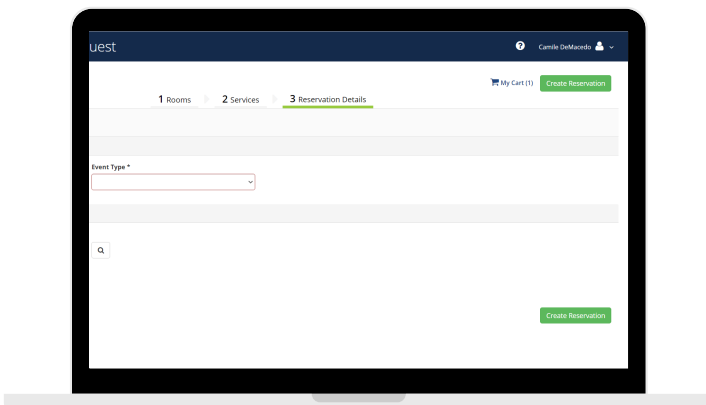 uest
? Camile DeMacedo
My Cart (1) Create Reservation
1 Rooms 2 Services 3 Reservation Details
Event Type *
Create Reservation